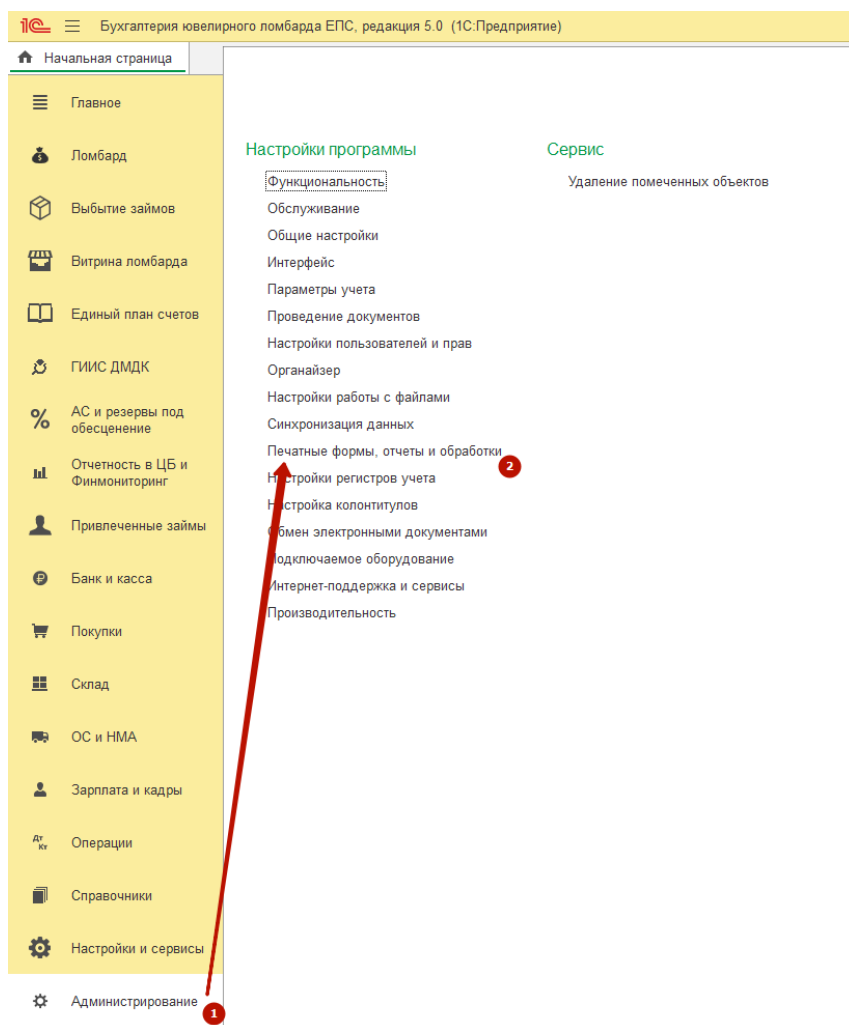 1С Бухгалтерия ювелирного ломбарда ЕПС, редакция 5.0 (1С:Предприятие)
Начальная страница
Главное
Ломбард
Выбытие займов
Витрина ломбарда
Единый план счетов
ГИИС ДМДК
% АС и резервы под
обесценение
Отчетность в ЦБ и
Финмониторинг
Привлеченные займы
₽ Банк и касса
Покупки
Склад
ОС и НМА
Зарплата и кадры
Дт
Кт
Операции
Справочники
Настройки и сервисы
Администрирование
1
Настройки программы
Функциональность
Обслуживание
Общие настройки
Интерфейс
Параметры учета
Проведение документов
Настройки пользователей и прав
Органайзер
Настройки работы с файлами
Синхронизация данных
Печатные формы, отчеты и обработки
2
Настройки регистров учета
Настройка колонтитулов
Обмен электронными документами
Подключаемое оборудование
Интернет-поддержка и сервисы
Производительность
Сервис
Удаление помеченных объектов